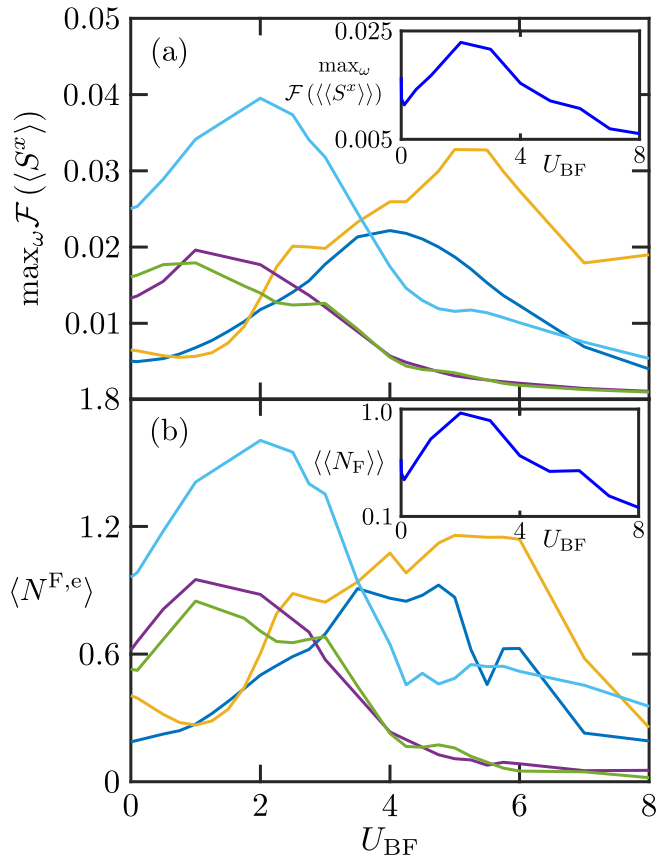 (a)
0.04
0.03
0.02
0.01
max_ω F (⟨⟨S^x⟩⟩)
0.025
0.005
max_ω
F (⟨⟨S^x⟩⟩)
0 4 8
U_BF
(b)
1.8
1.2
0.6
0
⟨N^{F,e}⟩
1.0
0.1
⟨⟨N_F⟩⟩
0 4 8
U_BF
0 2 4 6 8
U_BF